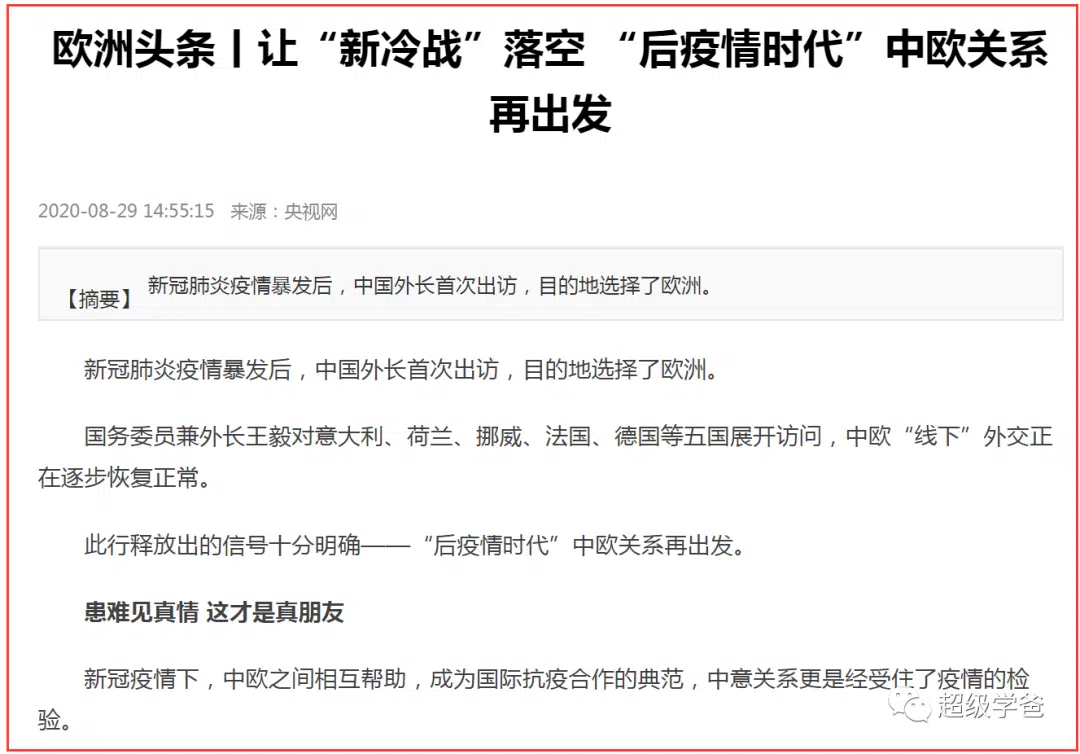 欧洲头条丨让“新冷战”落空 “后疫情时代”中欧关系
再出发
2020-08-29 14:55:15 来源：央视网
【摘要】 新冠肺炎疫情暴发后，中国外长首次出访，目的地选择了欧洲。
新冠肺炎疫情暴发后，中国外长首次出访，目的地选择了欧洲。
国务委员兼外长王毅对意大利、荷兰、挪威、法国、德国等五国展开访问，中欧“线下”外交正
在逐步恢复正常。
此行释放出的信号十分明确——“后疫情时代”中欧关系再出发。
患难见真情 这才是真朋友
新冠疫情下，中欧之间相互帮助，成为国际抗疫合作的典范，中意关系更是经受住了疫情的检
验。
超级学爸